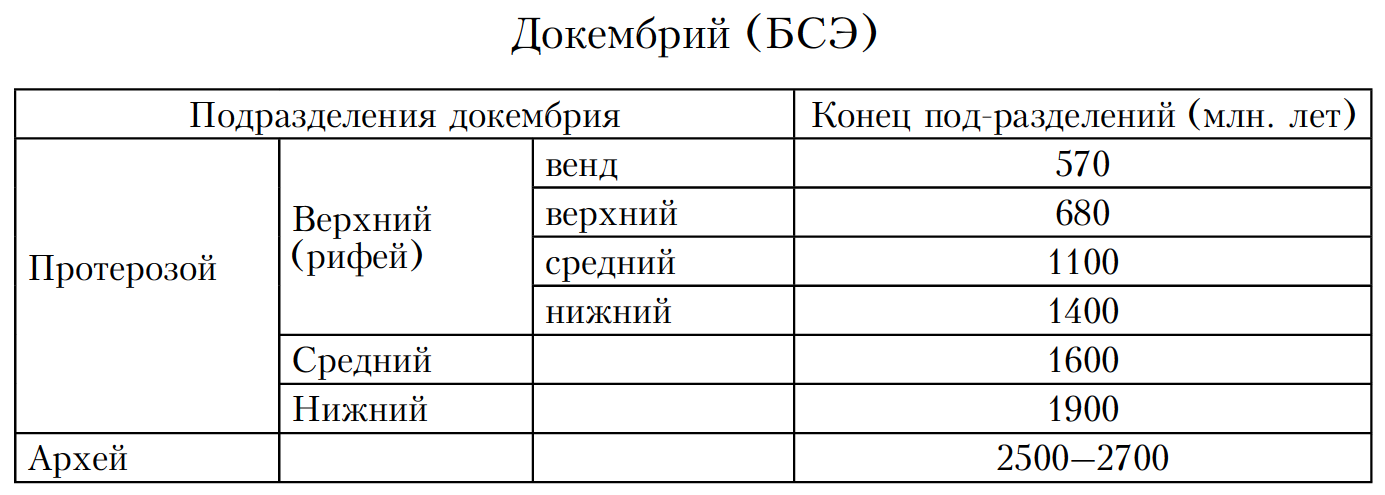 Докембрий (БСЭ)
Подразделения докембрия Конец под-разделений (млн. лет)
венд 570
Верхний
(рифей)
верхний 680
Протерозой
средний 1100
нижний 1400
Средний 1600
Нижний 1900
Архей 2500—2700